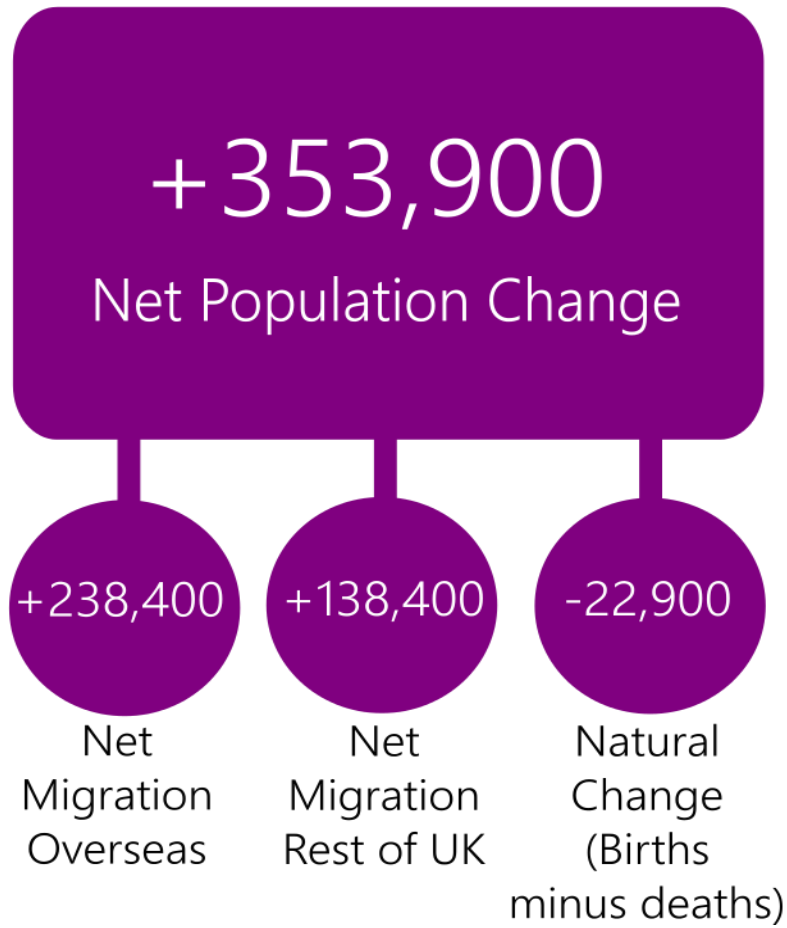 +353,900
Net Population Change
+238,400
+138,400
-22,900
Net
Migration
Overseas
Net
Migration
Rest of UK
Natural
Change
(Births
minus deaths)